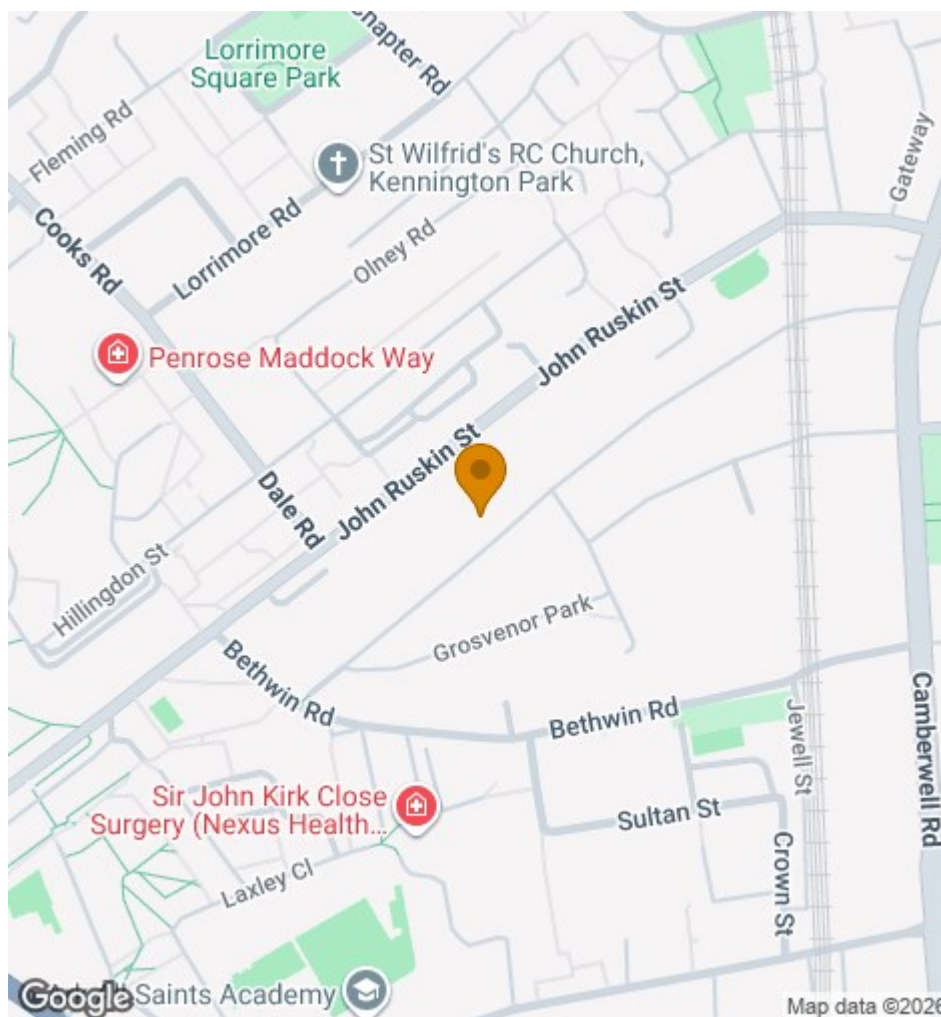 Lorrimore
Square Park
Chapter Rd
Fleming Rd
St Wilfrid's RC Church,
Kennington Park
Gateway
Cooks Rd
Lorrimore Rd
Olney Rd
John Ruskin St
Penrose Maddock Way
John Ruskin St
Dale Rd
Hillingdon St
Grosvenor Park
Bethwin Rd
Bethwin Rd
Jewell St
Camberwell Rd
Sir John Kirk Close
Surgery (Nexus Health...
Sultan St
Crown St
Laxley Cl
Google
Saints Academy
Map data ©2026